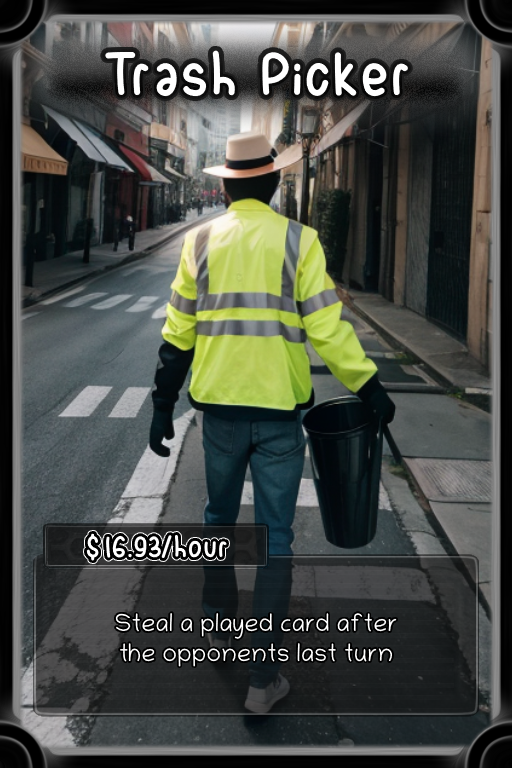 Trash Picker
$16.93/hour
Steal a played card after
the opponents last turn